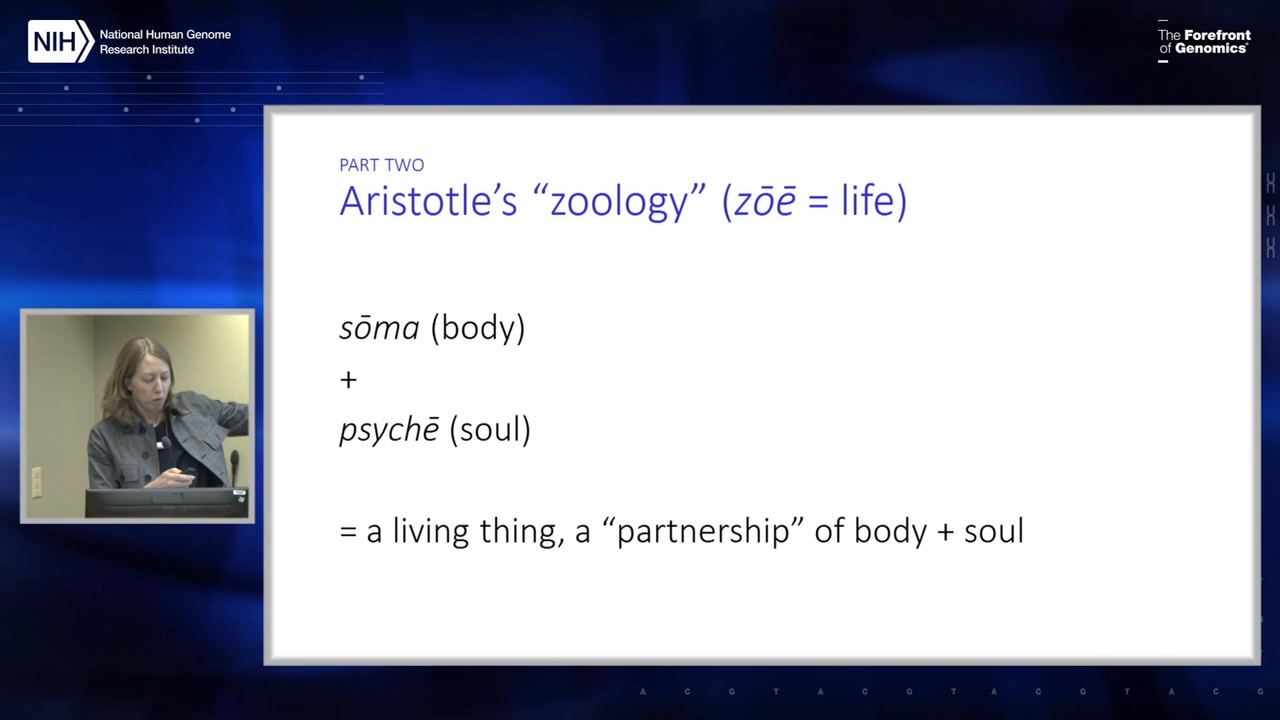 NIH
National Human Genome
Research Institute
The Forefront
of Genomics®
PART TWO
Aristotle’s “zoology” (zōē = life)
sōma (body)
+
psychē (soul)
= a living thing, a “partnership” of body + soul
A C G T A C G T A C G T A C G